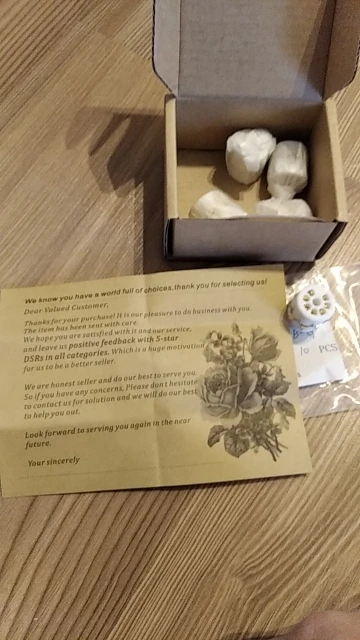 We know you have a world full of choices,thank you for selecting us!
Dear Valued Customer,
Thanks for your purchase! It is our pleasure to do business with you
The item has been sent with care.
We hope you are satisfied with it and our service,
and leave us positive feedback with 5-star
DSRs in all categories. Which is a huge motivation
for us to be a better seller.
We are honest seller and do our best to serve you.
So if you have any concerns, Please don't hesitate
to contact us for solution and we will do our best
to help you out.
Look forward to serving you again in the near
future.
Your sincerely
10 PCS